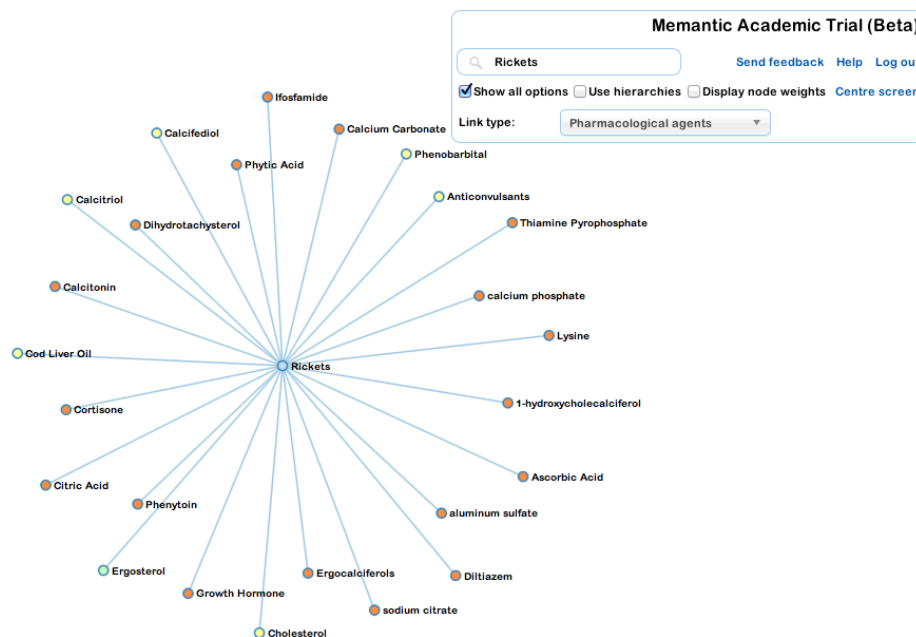 Memantic Academic Trial (Beta)
Rickets
Send feedback Help Log out
Show all options Use hierarchies Display node weights Centre screen
Link type: Pharmacological agents
Ifosfamide
Calcium Carbonate
Calcifediol
Phenobarbital
Phytic Acid
Anticonvulsants
Calcitriol
Dihydrotachysterol
Thiamine Pyrophosphate
Calcitonin
calcium phosphate
Lysine
Cod Liver Oil
Rickets
1-hydroxycholecalciferol
Cortisone
Ascorbic Acid
Citric Acid
Phenytoin
aluminum sulfate
Ergosterol
Ergocalciferols
Diltiazem
Growth Hormone
sodium citrate
Cholesterol